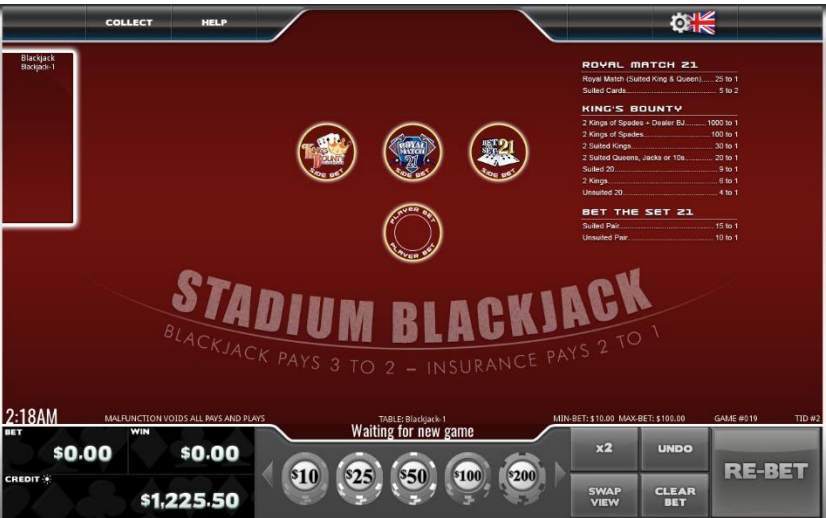 COLLECT
HELP
Blackjack
Blackjack-1
ROYAL MATCH 21
Royal Match (Suited King & Queen)..... 25 to 1
Suited Cards..... 5 to 2
KING'S BOUNTY
2 Kings of Spades + Dealer BJ..... 1000 to 1
2 Kings of Spades..... 100 to 1
2 Suited Kings..... 30 to 1
2 Suited Queens, Jacks or 10s..... 20 to 1
Suited 20..... 9 to 1
2 Kings..... 6 to 1
Unsuited 20..... 4 to 1
BET THE SET 21
Suited Pair..... 15 to 1
Unsuited Pair..... 10 to 1
SIDE BET
ROYAL MATCH 21
SIDE BET
BET SET 21
SIDE BET
PLAYER BET
PLAYER BET
STADIUM BLACKJACK
BLACKJACK PAYS 3 TO 2 – INSURANCE PAYS 2 TO 1
2:18AM
MALFUNCTION VOIDS ALL PAYS AND PLAYS
TABLE: Blackjack-1
MIN-BET: $10.00 MAX-BET: $100.00
GAME #019
TID #2
Waiting for new game
BET
$0.00
WIN
$0.00
CREDIT
$1,225.50
$10
$25
$50
$100
$200
x2
UNDO
SWAP VIEW
CLEAR BET
RE-BET